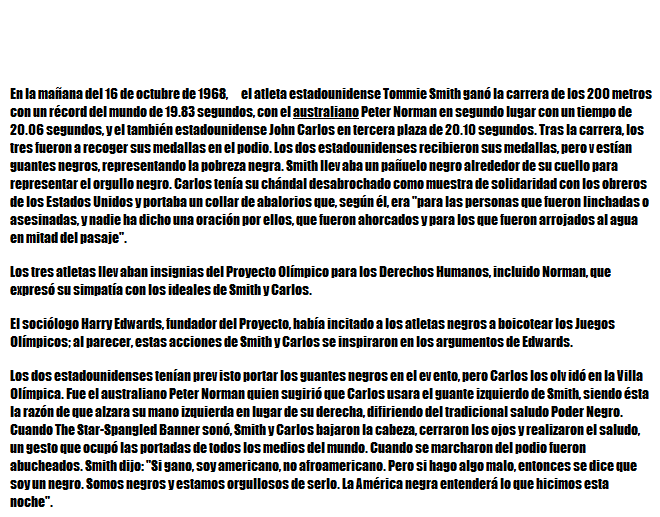 En la mañana del 16 de octubre de 1968, el atleta estadounidense Tommie Smith ganó la carrera de los 200 metros
con un récord del mundo de 19.83 segundos, con el australiano Peter Norman en segundo lugar con un tiempo de
20.06 segundos, y el también estadounidense John Carlos en tercera plaza de 20.10 segundos. Tras la carrera, los
tres fueron a recoger sus medallas en el podio. Los dos estadounidenses recibieron sus medallas, pero vestían
guantes negros, representando la pobreza negra. Smith llevaba un pañuelo negro alrededor de su cuello para
representar el orgullo negro. Carlos tenía su chándal desabrochado como muestra de solidaridad con los obreros
de los Estados Unidos y portaba un collar de abalorios que, según él, era "para las personas que fueron linchadas o
asesinadas, y nadie ha dicho una oración por ellos, que fueron ahorcados y para los que fueron arrojados al agua
en mitad del pasaje".
Los tres atletas llevaban insignias del Proyecto Olímpico para los Derechos Humanos, incluido Norman, que
expresó su simpatía con los ideales de Smith y Carlos.
El sociólogo Harry Edwards, fundador del Proyecto, había incitado a los atletas negros a boicotear los Juegos
Olímpicos; al parecer, estas acciones de Smith y Carlos se inspiraron en los argumentos de Edwards.
Los dos estadounidenses tenían previsto portar los guantes negros en el evento, pero Carlos los olvidó en la Villa
Olímpica. Fue el australiano Peter Norman quien sugirió que Carlos usara el guante izquierdo de Smith, siendo ésta
la razón de que alzara su mano izquierda en lugar de su derecha, difiriendo del tradicional saludo Poder Negro.
Cuando The Star-Spangled Banner sonó, Smith y Carlos bajaron la cabeza, cerraron los ojos y realizaron el saludo,
un gesto que ocupó las portadas de todos los medios del mundo. Cuando se marcharon del podio fueron
abucheados. Smith dijo: "Si gano, soy americano, no afroamericano. Pero si hago algo malo, entonces se dice que
soy un negro. Somos negros y estamos orgullosos de serlo. La América negra entenderá lo que hicimos esta
noche".